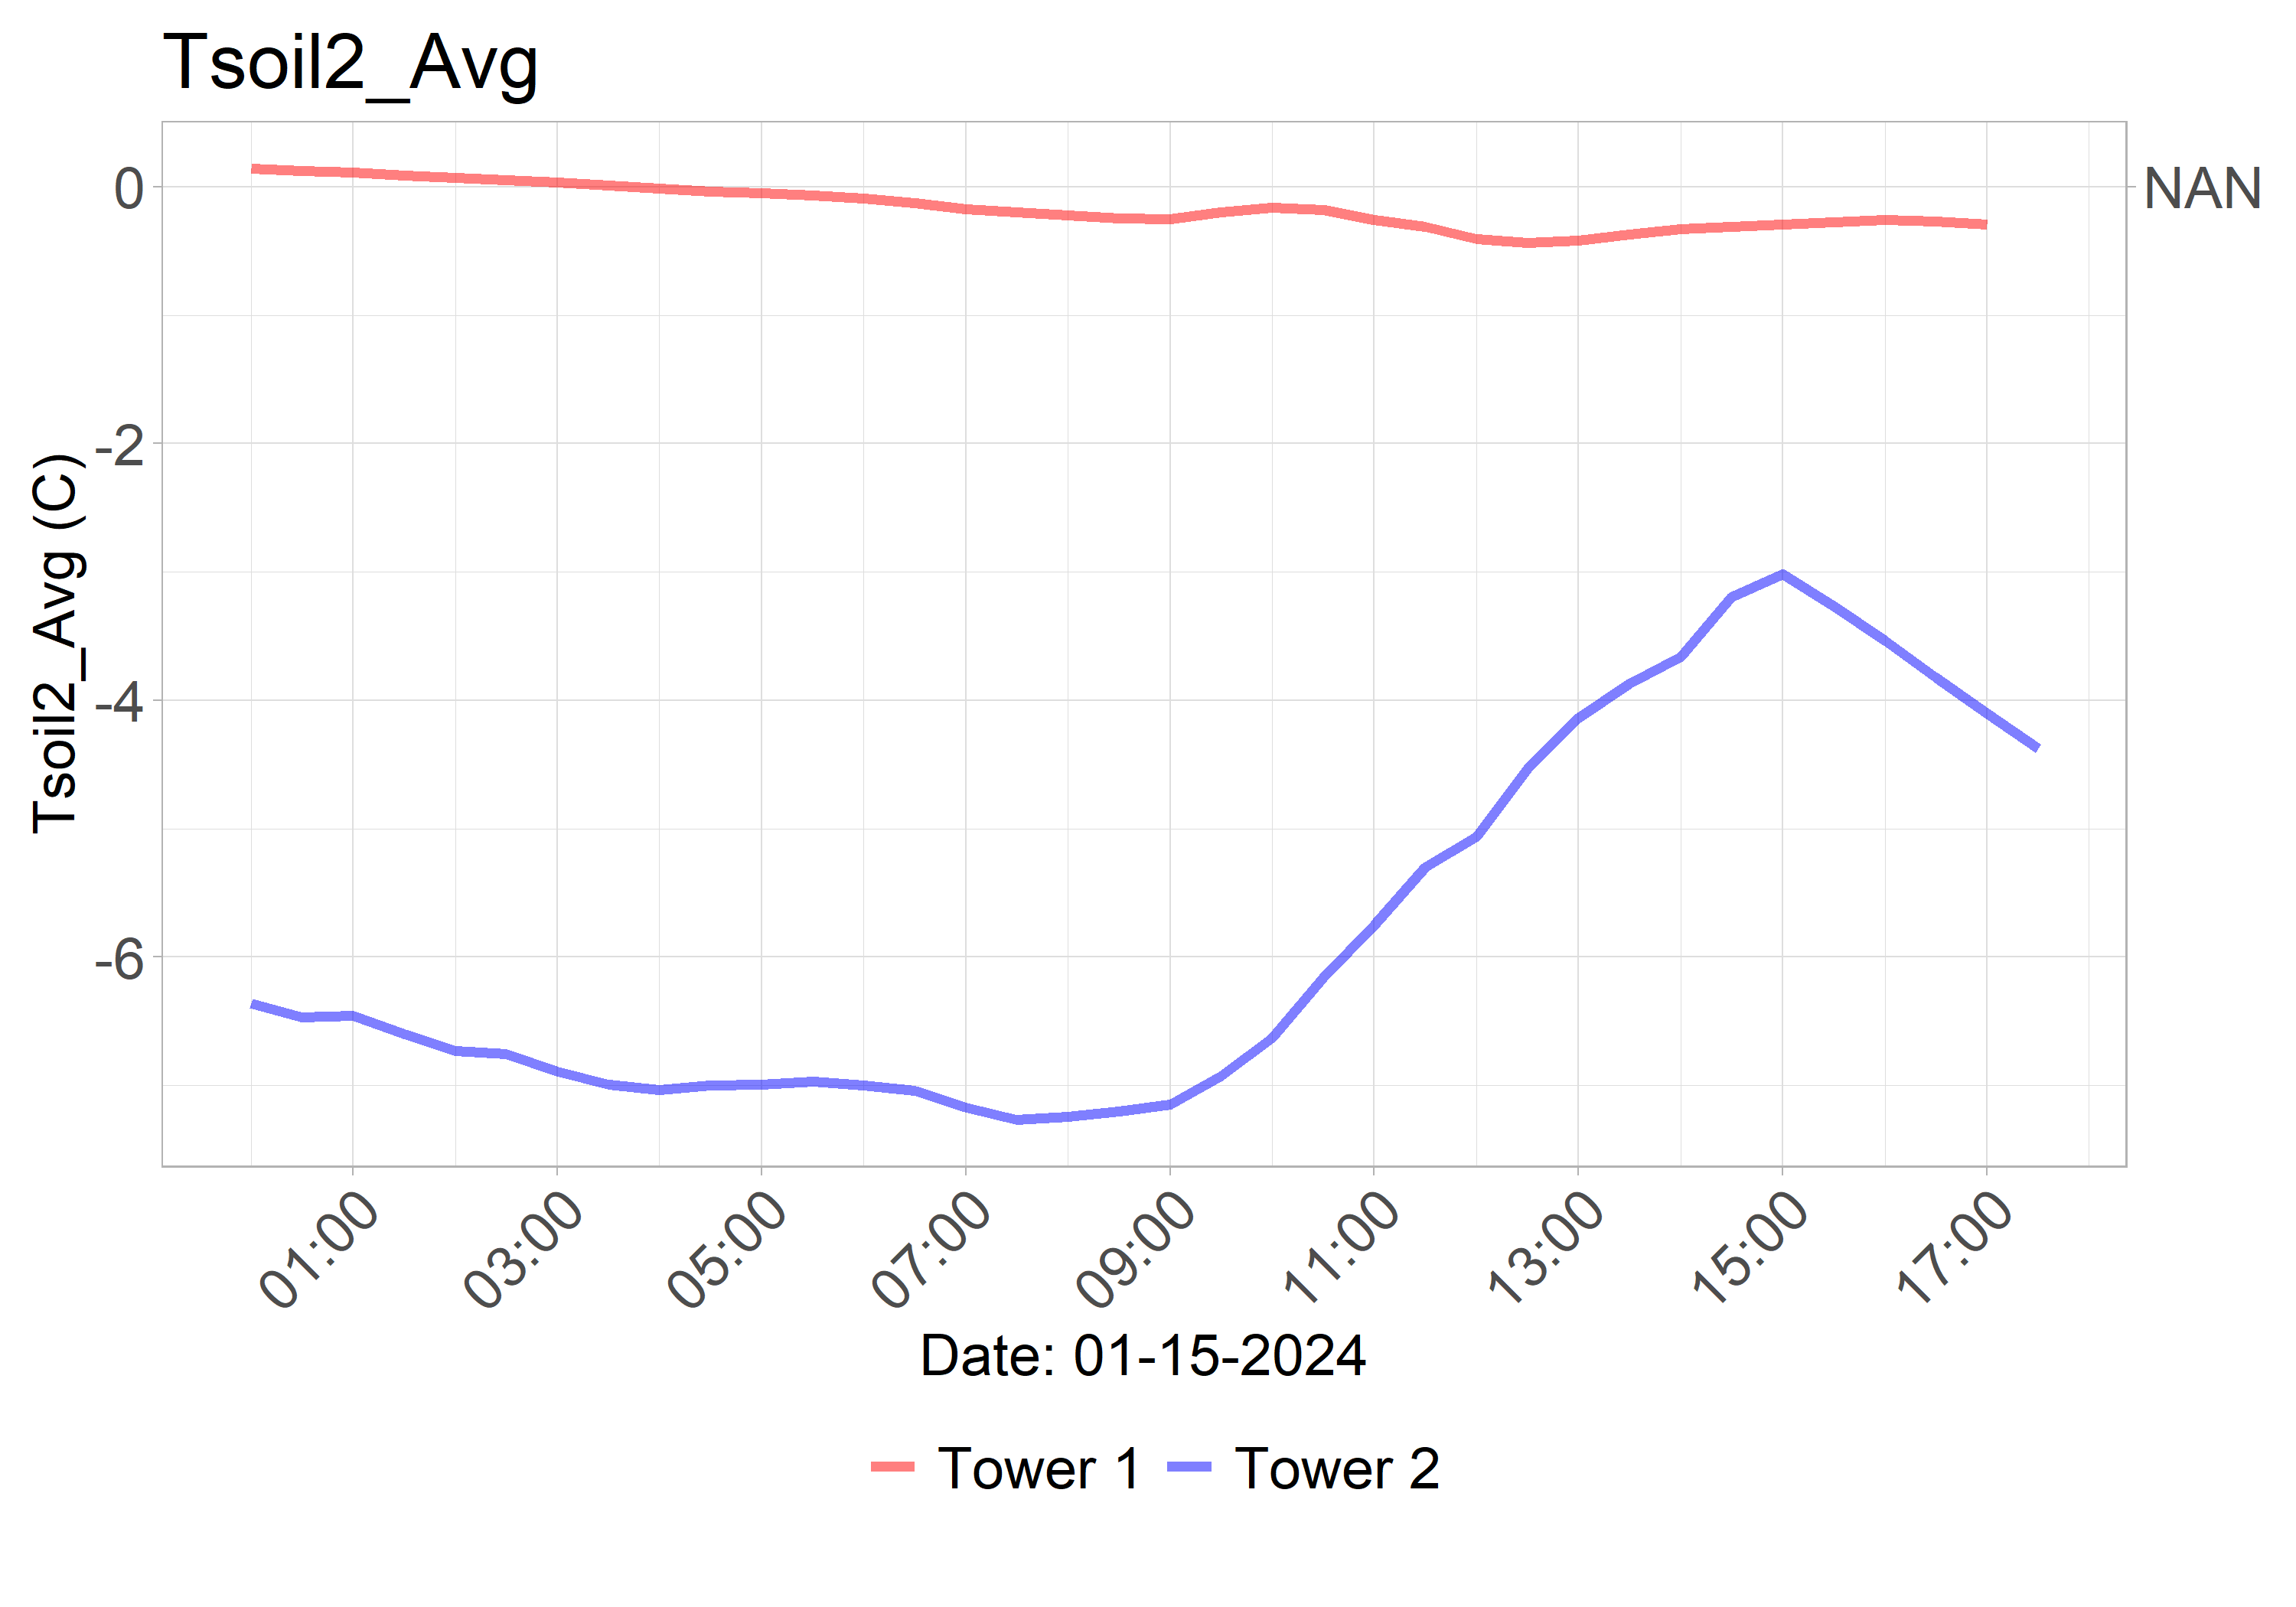 Tsoil2_Avg
Tsoil2_Avg (C)
0
-2
-4
-6
NAN
01:00
03:00
05:00
07:00
09:00
11:00
13:00
15:00
17:00
Date: 01-15-2024
Tower 1
Tower 2